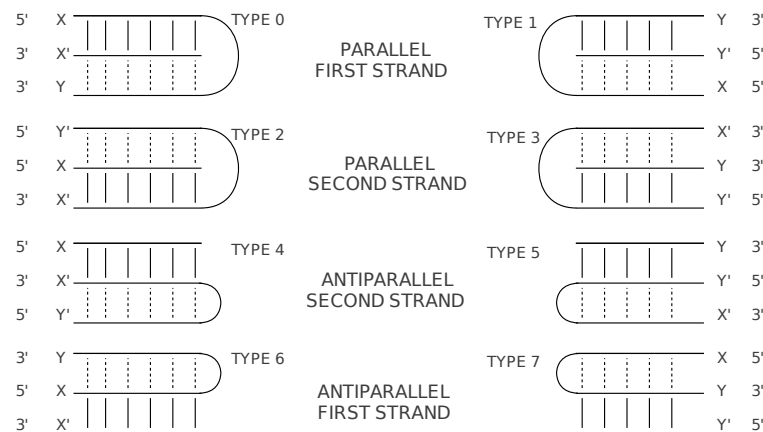 5' X TYPE 0 TYPE 1 Y 3'
3' X' PARALLEL Y' 5'
FIRST STRAND
3' Y X 5'
5' Y' TYPE 2 TYPE 3 X' 3'
5' X PARALLEL Y 3'
SECOND STRAND
3' X' Y' 5'
5' X TYPE 4 TYPE 5 Y 3'
3' X' ANTIPARALLEL Y' 5'
SECOND STRAND
5' Y' X' 3'
3' Y TYPE 6 TYPE 7 X 5'
5' X ANTIPARALLEL Y 3'
FIRST STRAND
3' X' Y' 5'